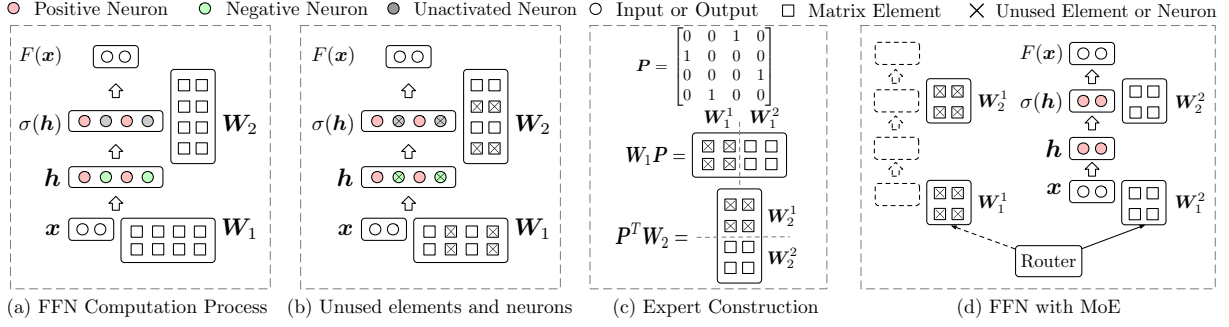 Positive Neuron Negative Neuron Unactivated Neuron Input or Output Matrix Element Unused Element or Neuron
F(x)
σ(h)
W₂
h
x
W₁
(a) FFN Computation Process
F(x)
σ(h)
W₂
h
x
W₁
(b) Unused elements and neurons
P =
0 0 1 0
1 0 0 0
0 0 0 1
0 1 0 0
W₁¹ W₁²
W₁P =
PᵀW₂ =
W₂¹
W₂²
(c) Expert Construction
F(x)
W₂¹
σ(h)
W₂²
h
x
W₁¹
W₁²
Router
(d) FFN with MoE